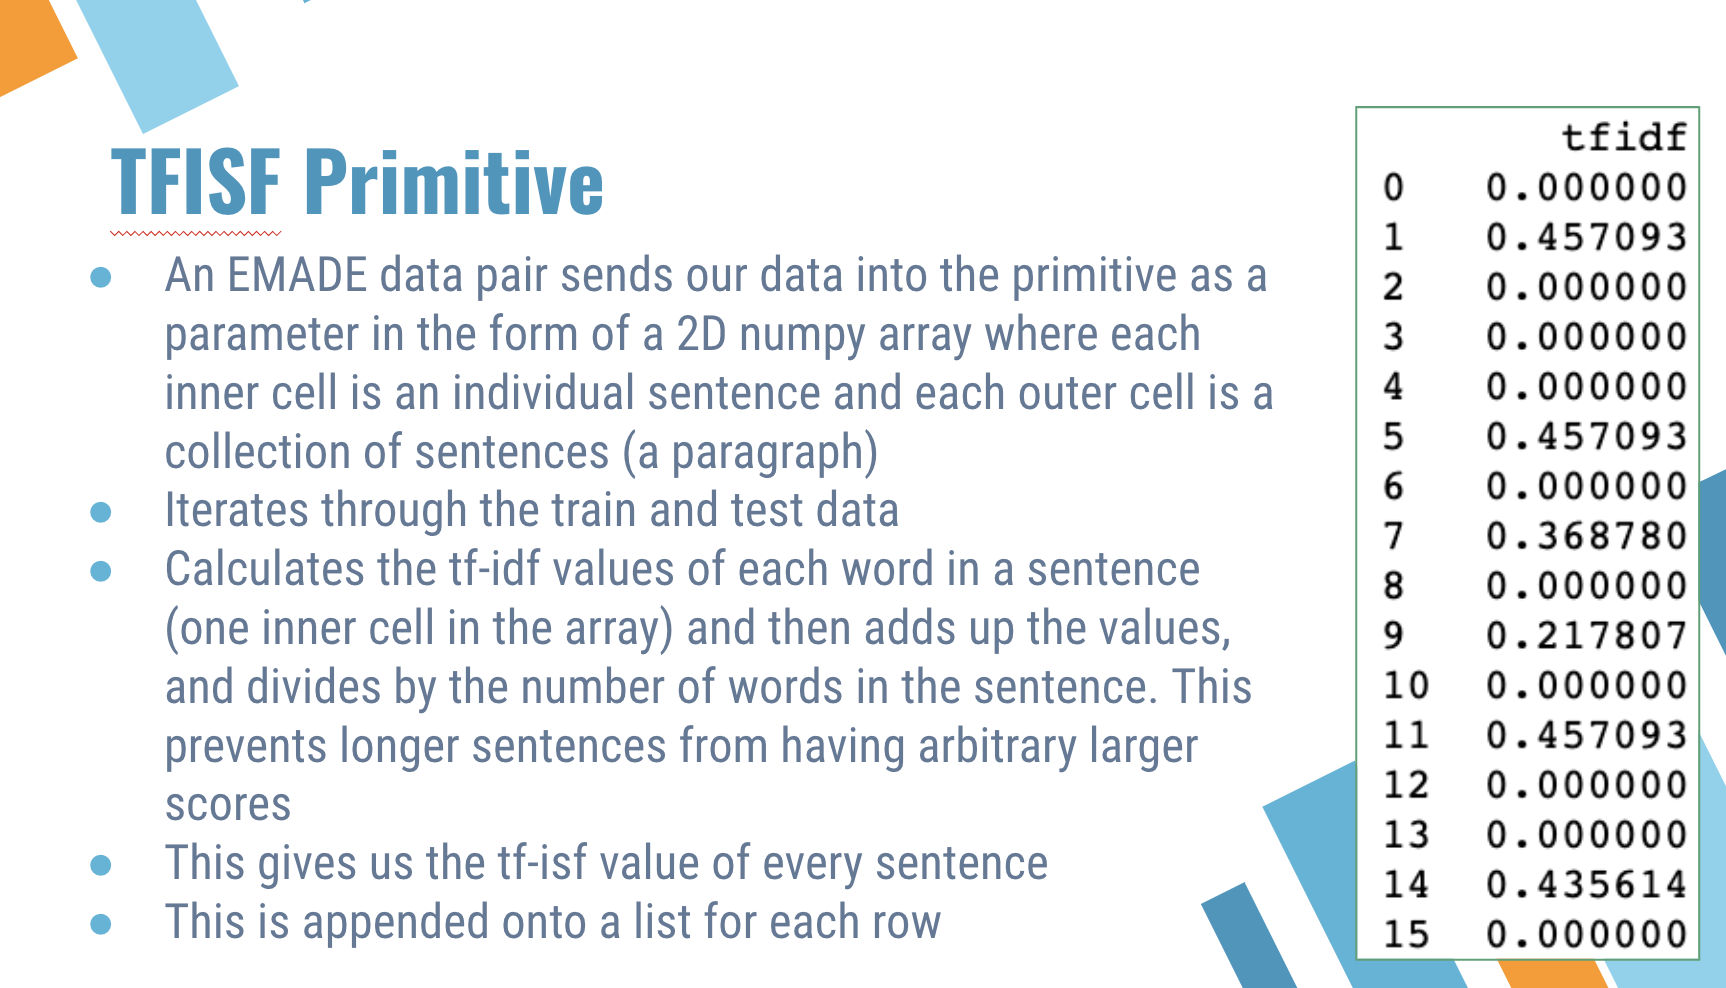 TFISF Primitive
● An EMADE data pair sends our data into the primitive as a
parameter in the form of a 2D numpy array where each
inner cell is an individual sentence and each outer cell is a
collection of sentences (a paragraph)
● Iterates through the train and test data
● Calculates the tf-idf values of each word in a sentence
(one inner cell in the array) and then adds up the values,
and divides by the number of words in the sentence. This
prevents longer sentences from having arbitrary larger
scores
● This gives us the tf-isf value of every sentence
● This is appended onto a list for each row
tfidf
0 0.000000
1 0.457093
2 0.000000
3 0.000000
4 0.000000
5 0.457093
6 0.000000
7 0.368780
8 0.000000
9 0.217807
10 0.000000
11 0.457093
12 0.000000
13 0.000000
14 0.435614
15 0.000000